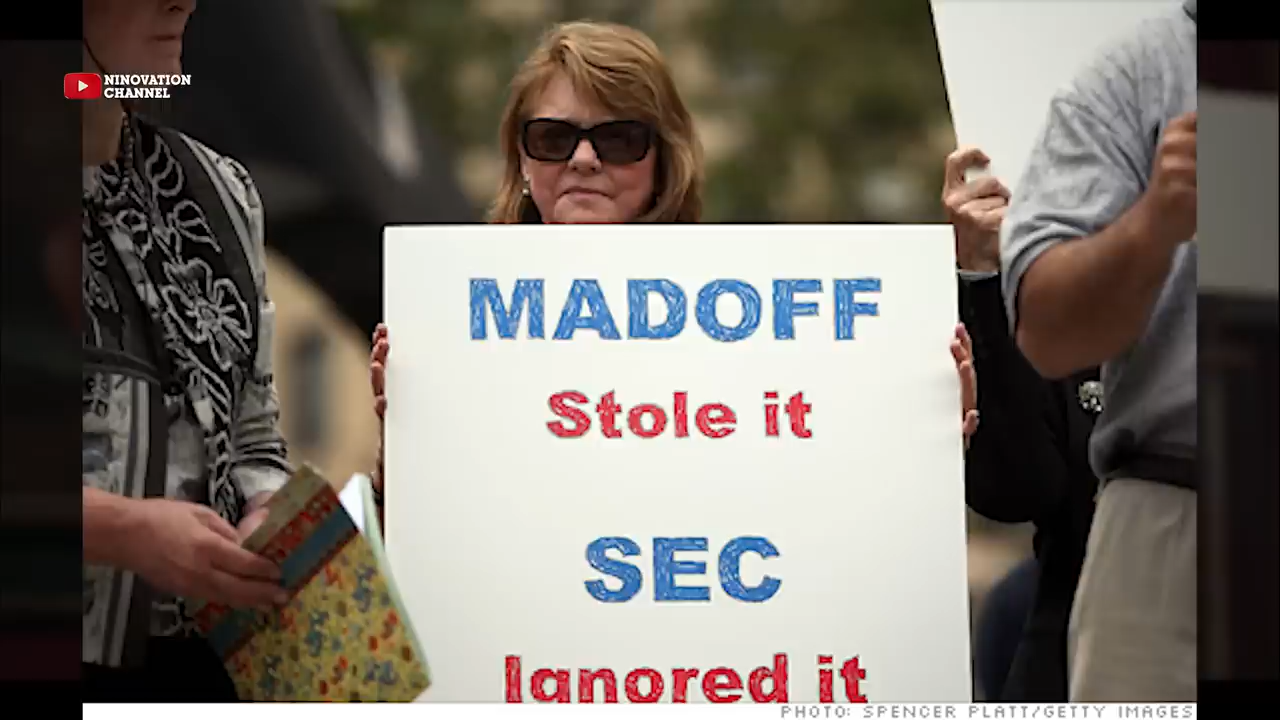 NINOVATION
CHANNEL
MADOFF
Stole it
SEC
Ignored it
PHOTO: SPENCER PLATT/GETTY IMAGES